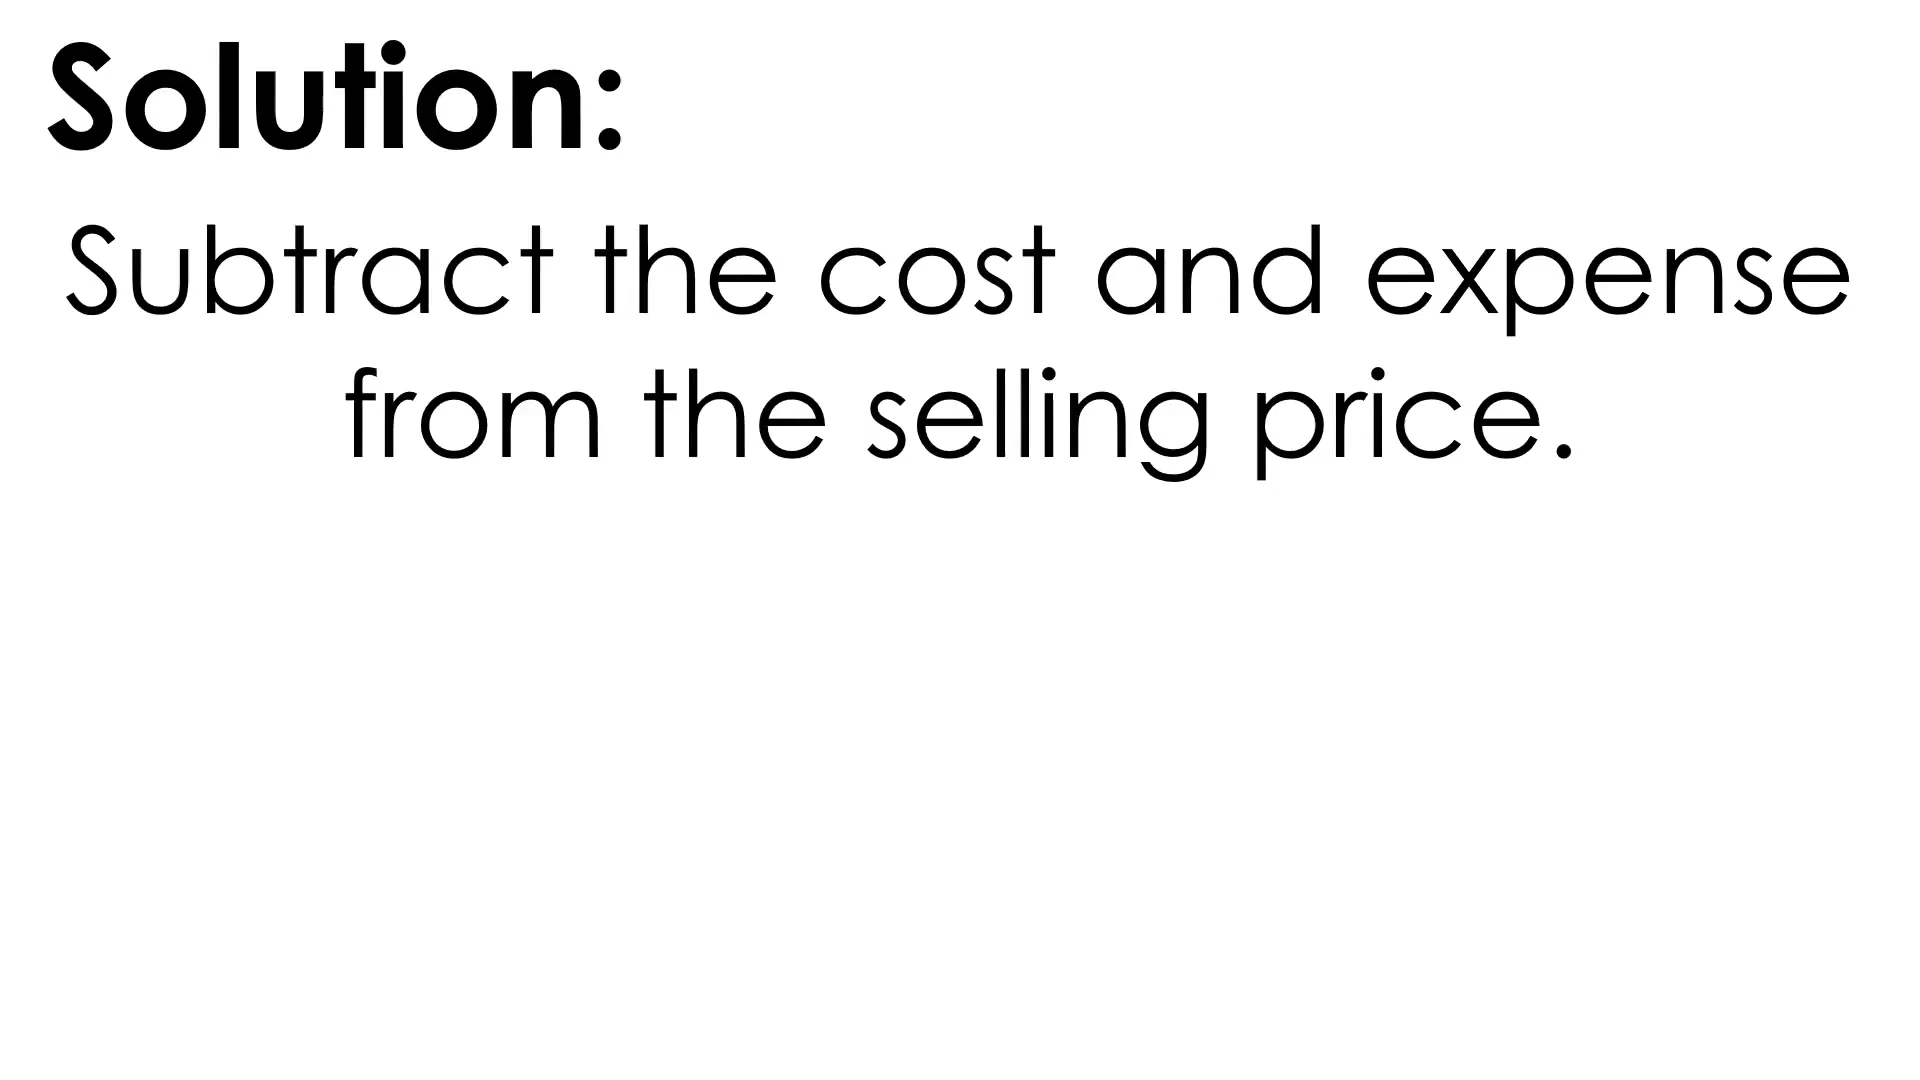 Solution:
Subtract the cost and expense
from the selling price.